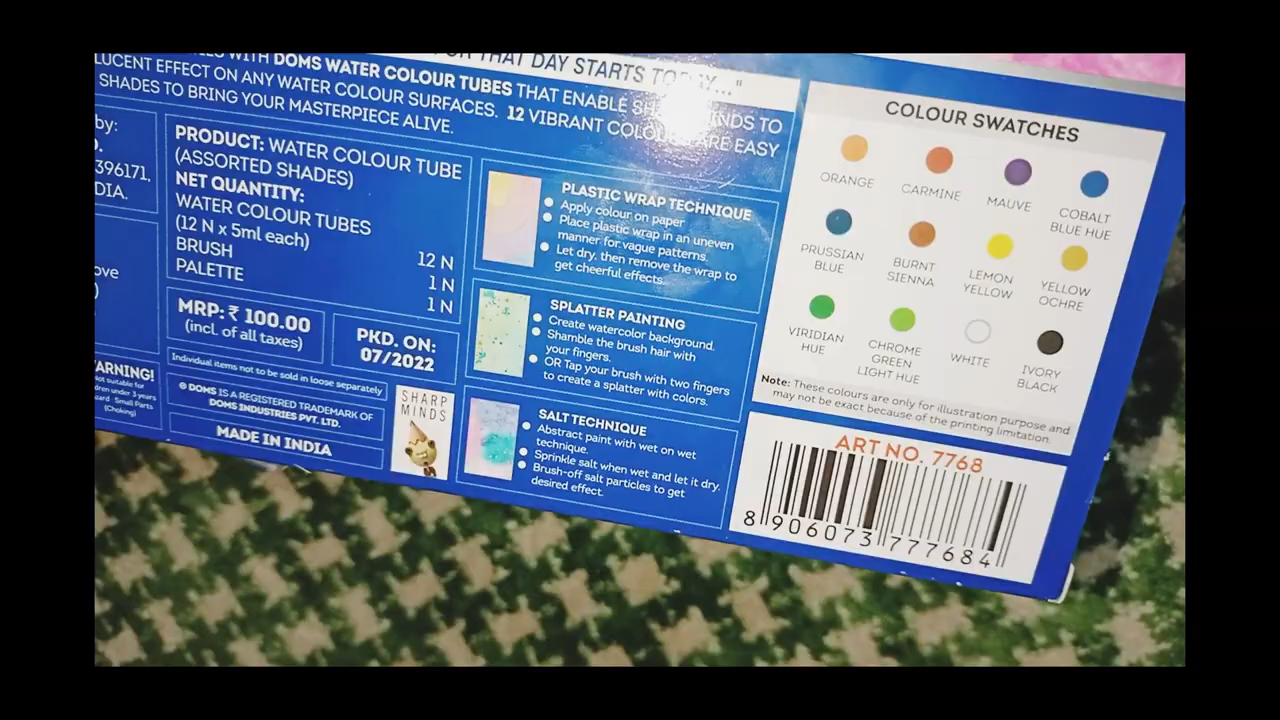 THAT DAY STARTS TODAY..."
WITH DOMS WATER COLOUR TUBES THAT ENABLE MINDS TO
LUCENT EFFECT ON ANY WATER COLOUR SURFACES. 12 VIBRANT COLOURS ARE EASY
SHADES TO BRING YOUR MASTERPIECE ALIVE.
by:
396171,
DIA.
PRODUCT: WATER COLOUR TUBE
(ASSORTED SHADES)
NET QUANTITY:
WATER COLOUR TUBES
(12 N x 5ml each) 12 N
BRUSH 1 N
PALETTE 1 N
MRP: ₹ 100.00
(incl. of all taxes)
PKD. ON:
07/2022
Individual items not to be sold in loose separately
® DOMS IS A REGISTERED TRADEMARK OF
DOMS INDUSTRIES PVT. LTD.
MADE IN INDIA
SHARP
MINDS
ARNING!
ot suitable for
dren under 3 years
zard Small Parts
(Choking)
PLASTIC WRAP TECHNIQUE
● Apply colour on paper
● Place plastic wrap in an uneven
manner for vague patterns.
● Let dry, then remove the wrap to
get cheerful effects.
SPLATTER PAINTING
● Create watercolor background.
● Shamble the brush hair with
your fingers.
● OR Tap your brush with two fingers
to create a splatter with colors.
SALT TECHNIQUE
● Abstract paint with wet on wet
technique.
● Sprinkle salt when wet and let it dry.
● Brush-off salt particles to get
desired effect.
COLOUR SWATCHES
ORANGE CARMINE MAUVE COBALT
BLUE HUE
PRUSSIAN
BLUE
BURNT
SIENNA
LEMON
YELLOW
YELLOW
OCHRE
VIRIDIAN
HUE
CHROME
GREEN
LIGHT HUE
WHITE
IVORY
BLACK
Note: These colours are only for illustration purpose and
may not be exact because of the printing limitation.
ART NO. 7768
8 906073 777684